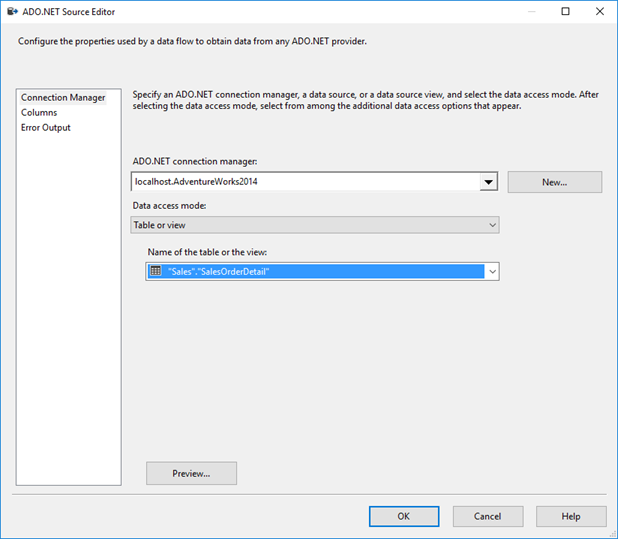 ADO.NET Source Editor
Configure the properties used by a data flow to obtain data from any ADO.NET provider.
Connection Manager
Columns
Error Output
Specify an ADO.NET connection manager, a data source, or a data source view, and select the data access mode. After
selecting the data access mode, select from among the additional data access options that appear.
ADO.NET connection manager:
localhost.AdventureWorks2014
New...
Data access mode:
Table or view
Name of the table or the view:
"Sales"."SalesOrderDetail"
Preview...
OK
Cancel
Help